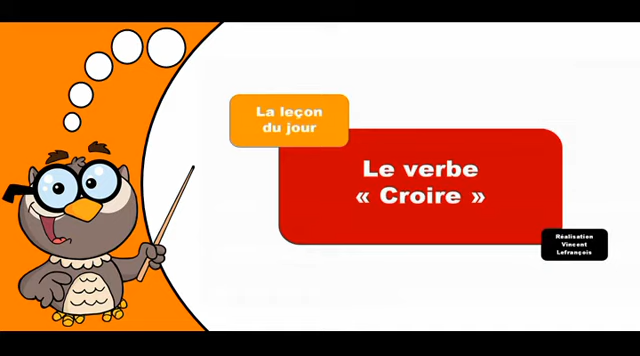 La leçon
du jour
Le verbe
« Croire »
Réalisation
Vincent
Lefrançois